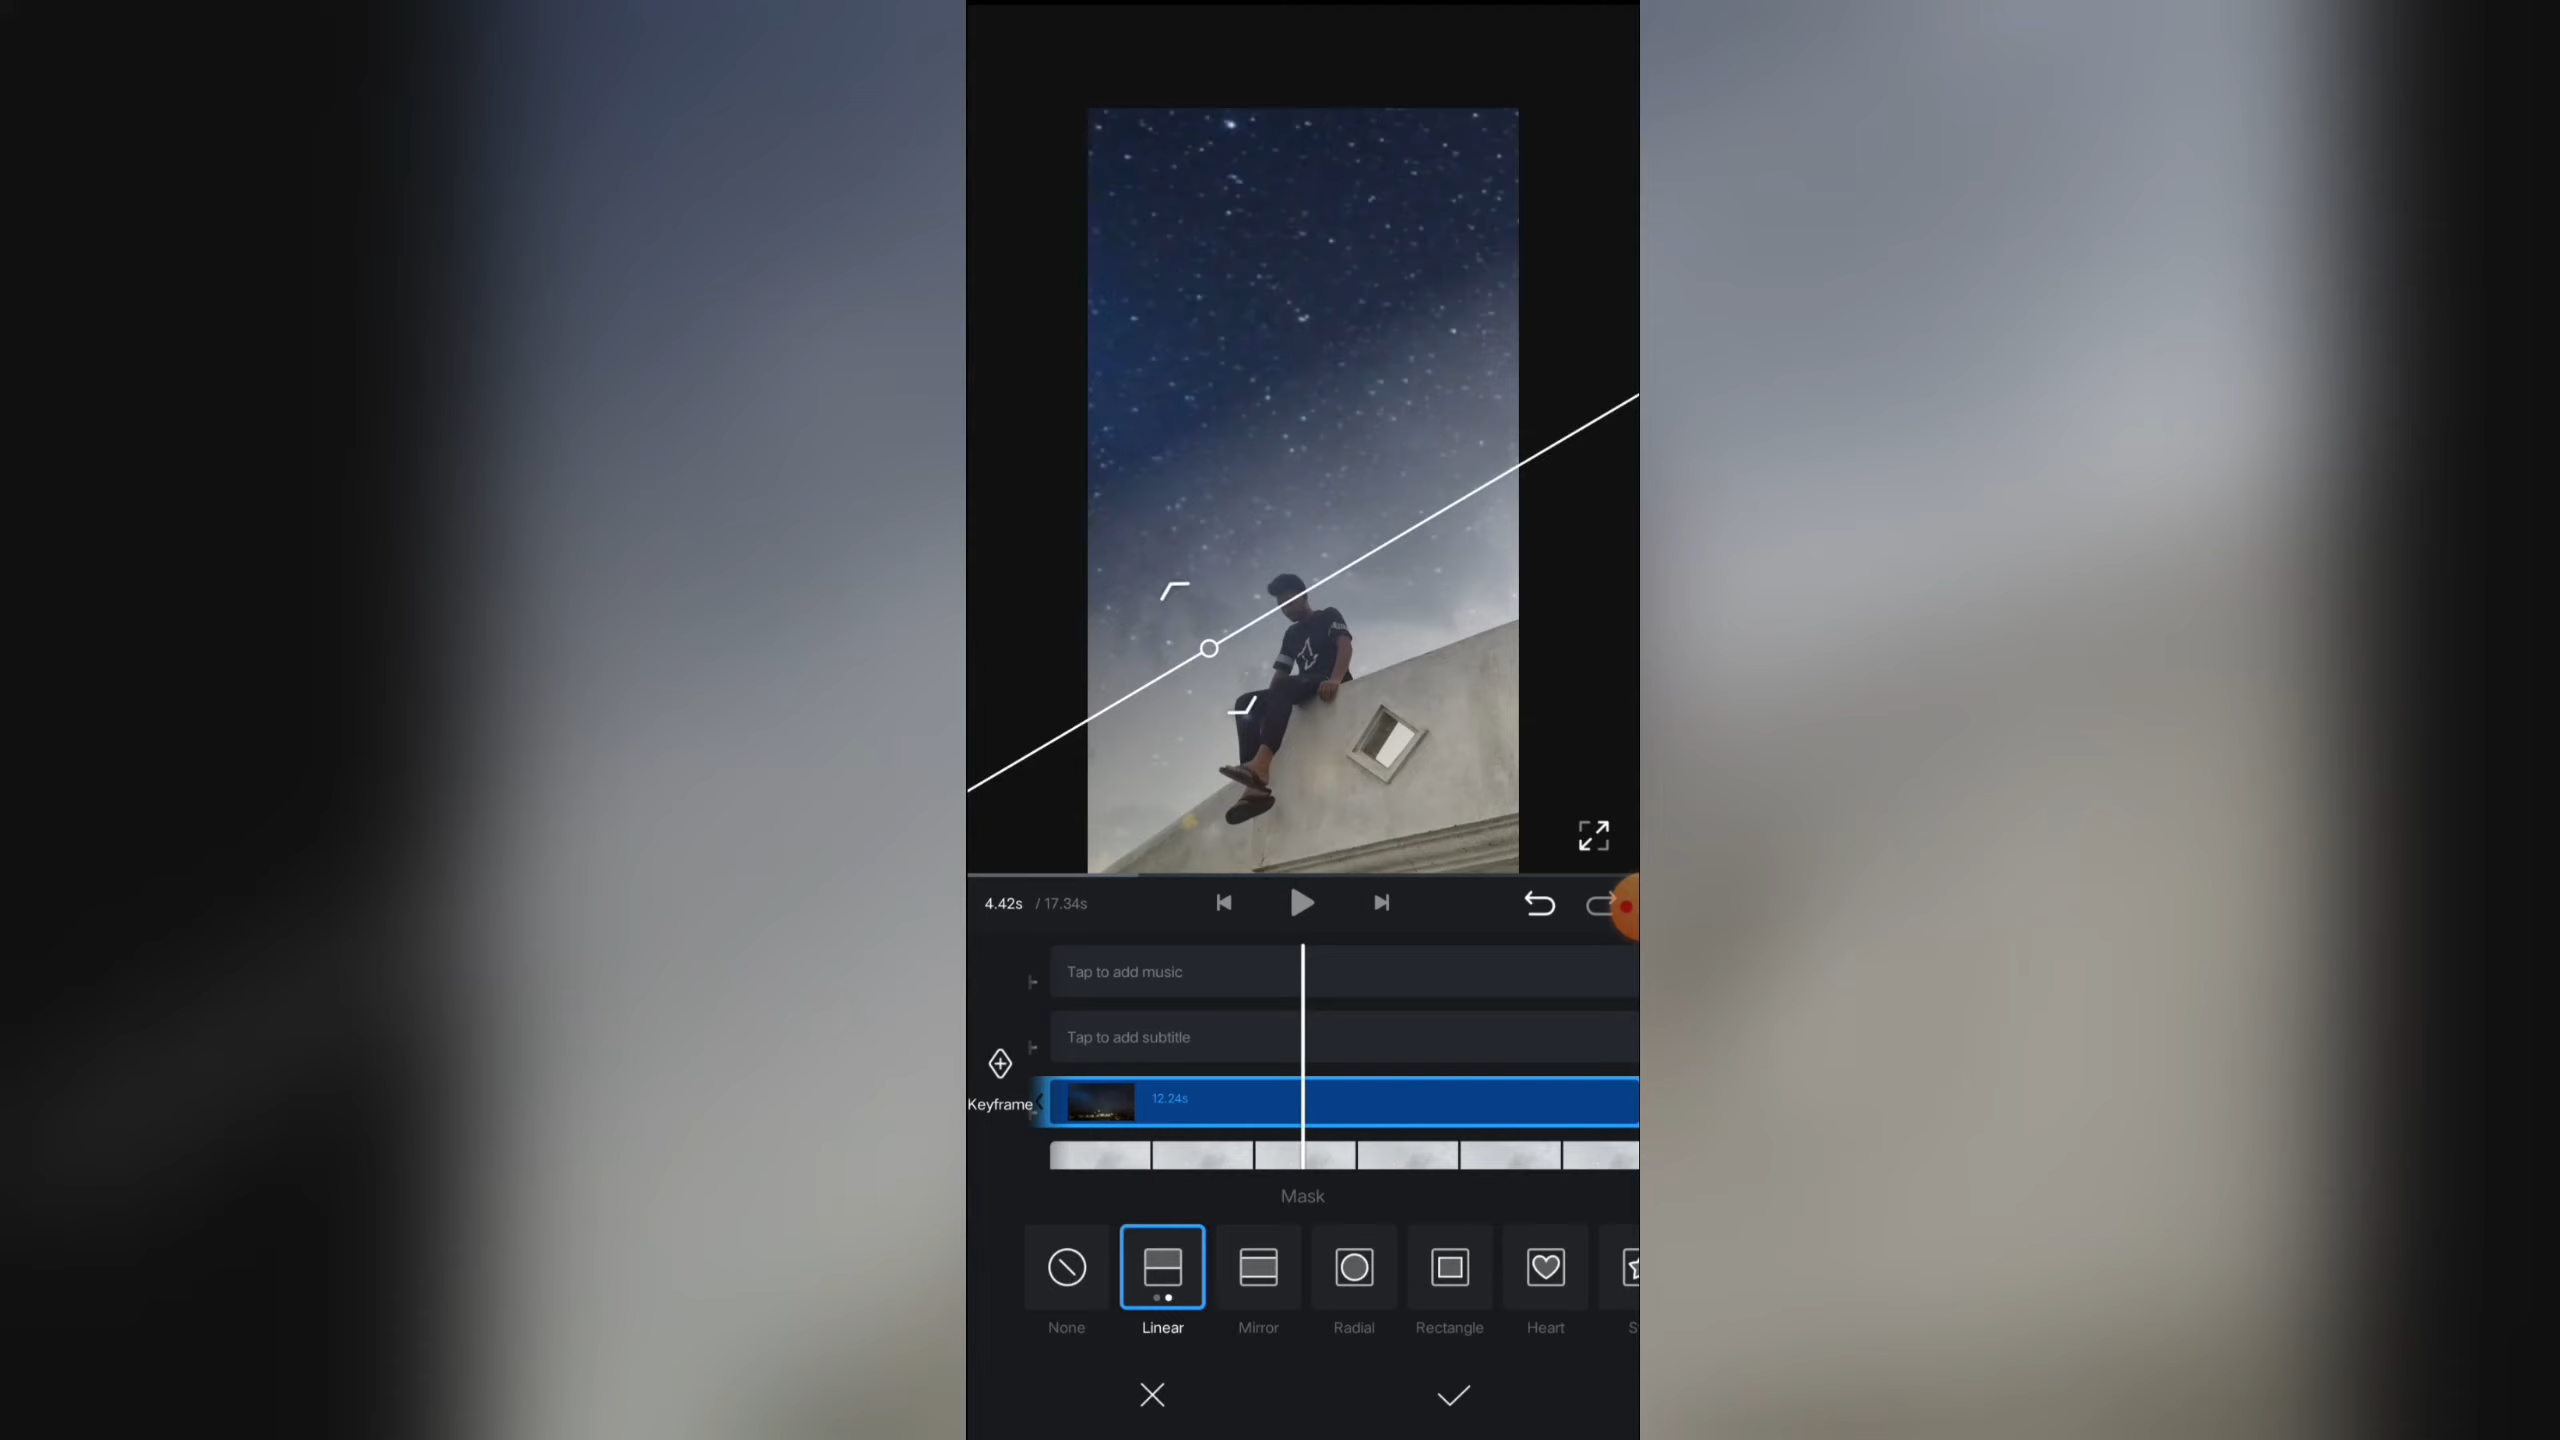 4.42s / 17.34s
Tap to add music
Tap to add subtitle
Keyframe
12.24s
Mask
None Linear Mirror Radial Rectangle Heart